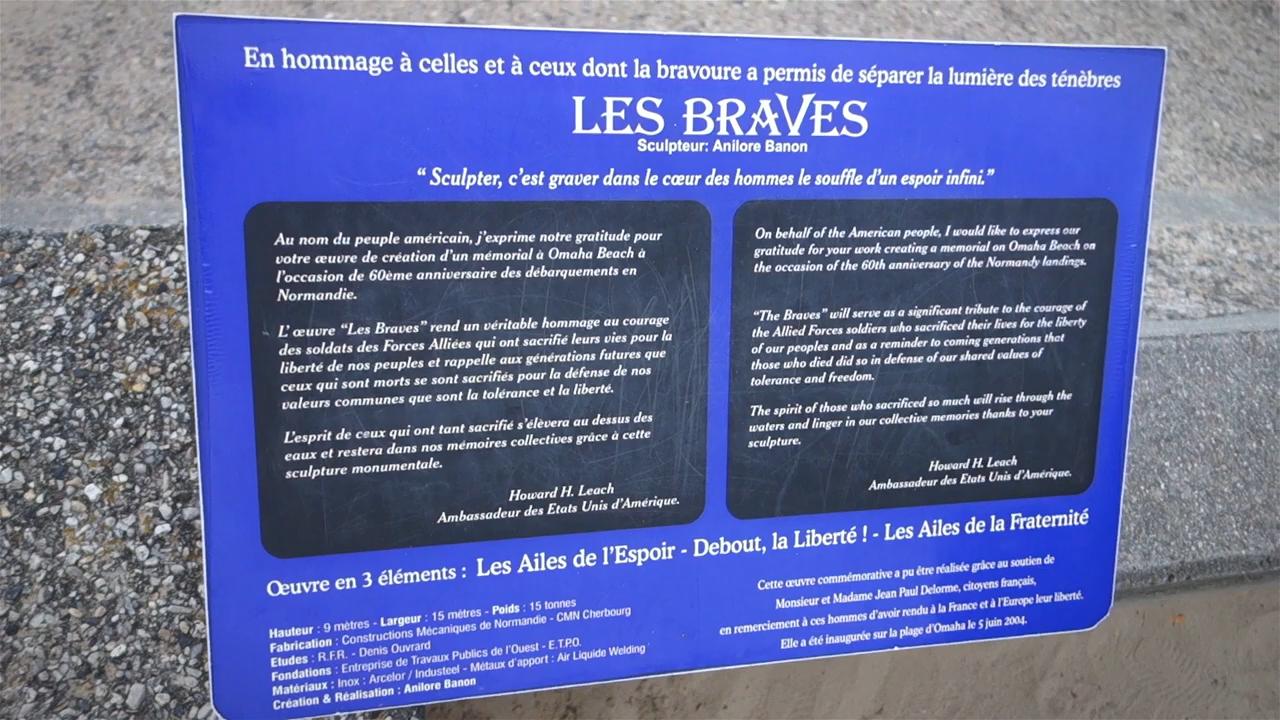 En hommage à celles et à ceux dont la bravoure a permis de séparer la lumière des ténèbres
LES BRAVES
Sculpteur: Anilore Banon
“ Sculpter, c’est graver dans le cœur des hommes le souffle d’un espoir infini.”
Au nom du peuple américain, j’exprime notre gratitude pour
votre œuvre de création d’un mémorial à Omaha Beach à
l’occasion de 60ème anniversaire des débarquements en
Normandie.
L’ œuvre “Les Braves” rend un véritable hommage au courage
des soldats des Forces Alliées qui ont sacrifié leurs vies pour la
liberté de nos peuples et rappelle aux générations futures que
ceux qui sont morts se sont sacrifiés pour la défense de nos
valeurs communes que sont la tolérance et la liberté.
L’esprit de ceux qui ont tant sacrifié s’élèvera au dessus des
eaux et restera dans nos mémoires collectives grâce à cette
sculpture monumentale.
Howard H. Leach
Ambassadeur des Etats Unis d’Amérique.
On behalf of the American people, I would like to express our
gratitude for your work creating a memorial on Omaha Beach on
the occasion of the 60th anniversary of the Normandy landings.
“The Braves” will serve as a significant tribute to the courage of
the Allied Forces soldiers who sacrificed their lives for the liberty
of our peoples and as a reminder to coming generations that
those who died did so in defense of our shared values of
tolerance and freedom.
The spirit of those who sacrificed so much will rise through the
waters and linger in our collective memories thanks to your
sculpture.
Howard H. Leach
Ambassadeur des Etats Unis d’Amérique.
Œuvre en 3 éléments : Les Ailes de l’Espoir - Debout, la Liberté ! - Les Ailes de la Fraternité
Hauteur : 9 mètres - Largeur : 15 mètres - Poids : 15 tonnes
Fabrication : Constructions Mécaniques de Normandie - CMN Cherbourg
Etudes : R.F.R. - Denis Ouvrard
Fondations : Entreprise de Travaux Publics de l’Ouest - E.T.P.O.
Matériaux : Inox : Arcelor / Industeel - Métaux d’apport : Air Liquide Welding
Création & Réalisation : Anilore Banon
Cette œuvre commémorative a pu être réalisée grâce au soutien de
Monsieur et Madame Jean Paul Delorme, citoyens français,
en remerciement à ces hommes d’avoir rendu à la France et à l’Europe leur liberté.
Elle a été inaugurée sur la plage d’Omaha le 5 juin 2004.